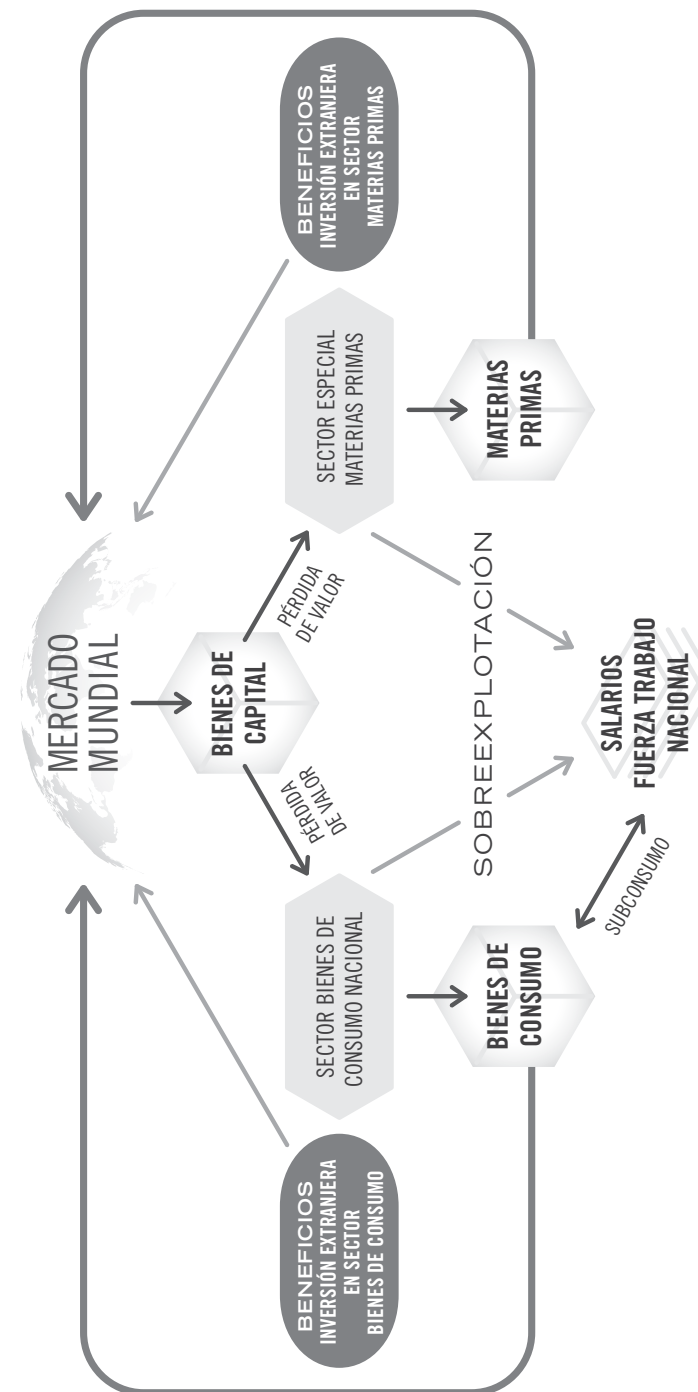 MERCADO
MUNDIAL
BIENES DE
CAPITAL
PÉRDIDA
DE VALOR
PÉRDIDA
DE VALOR
BENEFICIOS
INVERSIÓN EXTRANJERA
EN SECTOR
BIENES DE CONSUMO
SECTOR BIENES DE
CONSUMO NACIONAL
SECTOR ESPECIAL
MATERIAS PRIMAS
BENEFICIOS
INVERSIÓN EXTRANJERA
EN SECTOR
MATERIAS PRIMAS
BIENES DE
CONSUMO
SOBREEXPLOTACIÓN
MATERIAS
PRIMAS
SUBCONSUMO
SALARIOS
FUERZA TRABAJO
NACIONAL